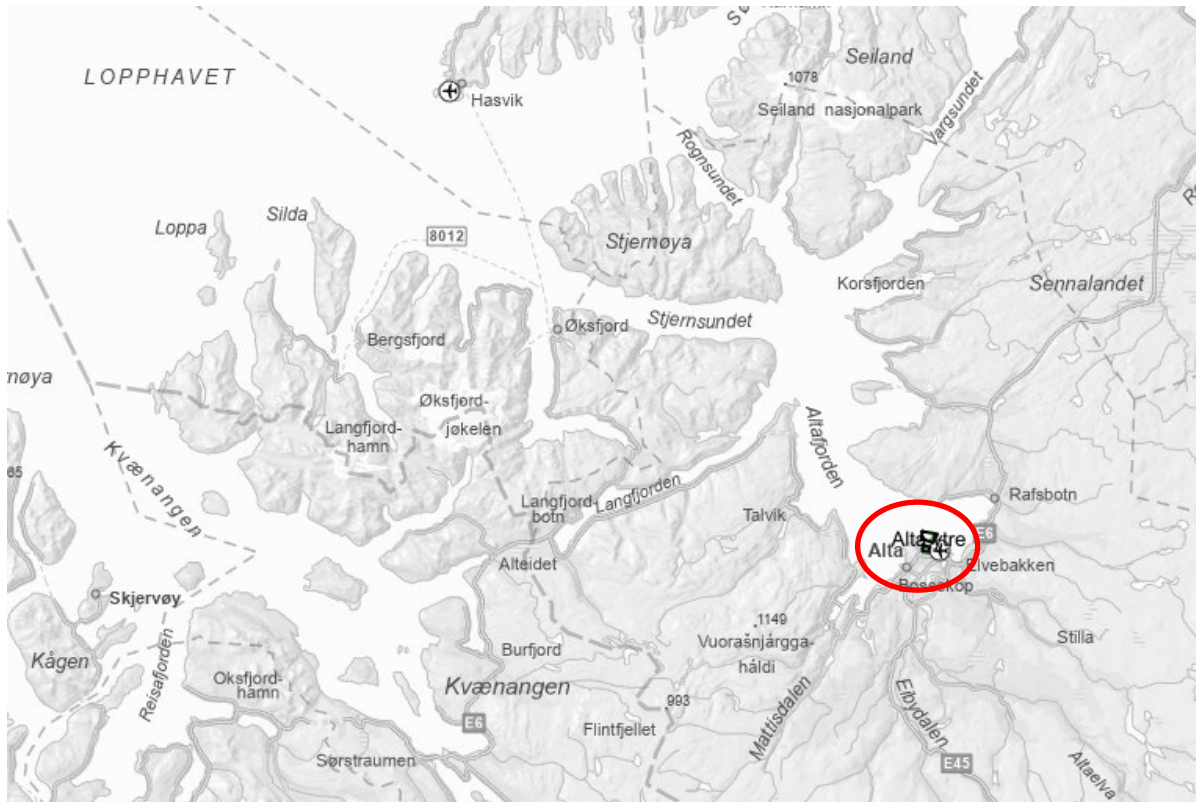 LOPPHAVET
Hasvik
Seiland
1078
Seiland nasjonalpark
Vargsundet
Rognsundet
Loppa
Silda
8012
Stjernøya
Korsfjorden
Sennalandet
Øksfjord
Stjernsundet
Bergsfjord
Øksfjord-
jøkelen
Langfjord-
hamn
Kvænangen
Altafjorden
Langfjorden
Langfjord-
botn
Talvik
Rafsbotn
E6
Alta
Elvebakken
Alteidet
Skjervøy
Kågen
Reisafjorden
Oksfjord-
hamn
Burfjord
Kvænangen
E6
1149
Vuorašnjárgga-
háldi
Stilla
993
Flintfjellet
Mattisdalen
Eibydalen
E45
Altaelva
Sørstraumen